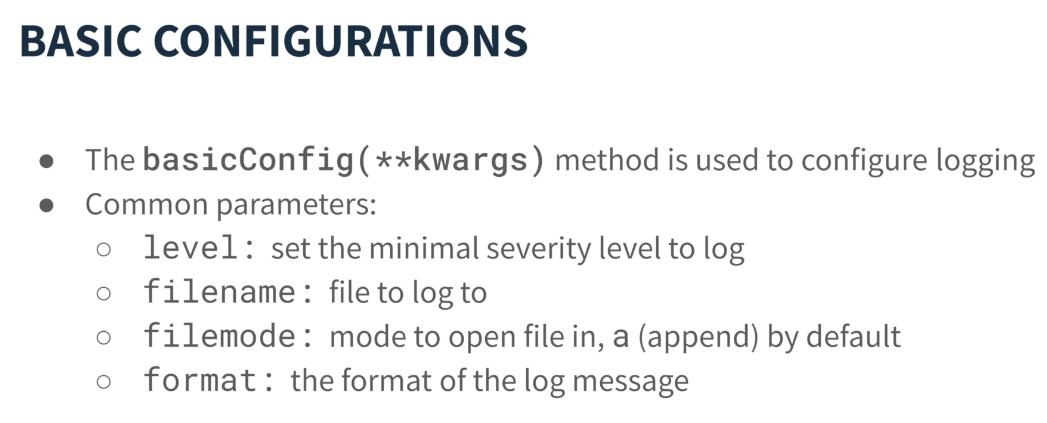 BASIC CONFIGURATIONS
● The basicConfig(**kwargs) method is used to configure logging
● Common parameters:
○ level: set the minimal severity level to log
○ filename: file to log to
○ filemode: mode to open file in, a (append) by default
○ format: the format of the log message